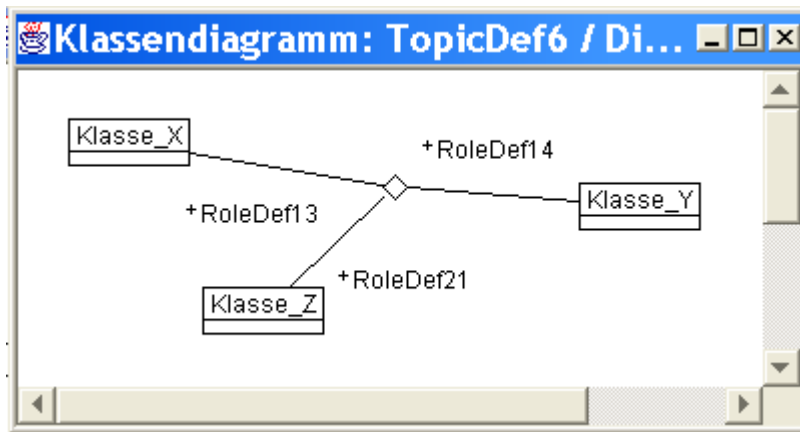 Klassendiagramm: TopicDef6 / Di...
Klasse_X
+RoleDef14
Klasse_Y
+RoleDef13
+RoleDef21
Klasse_Z